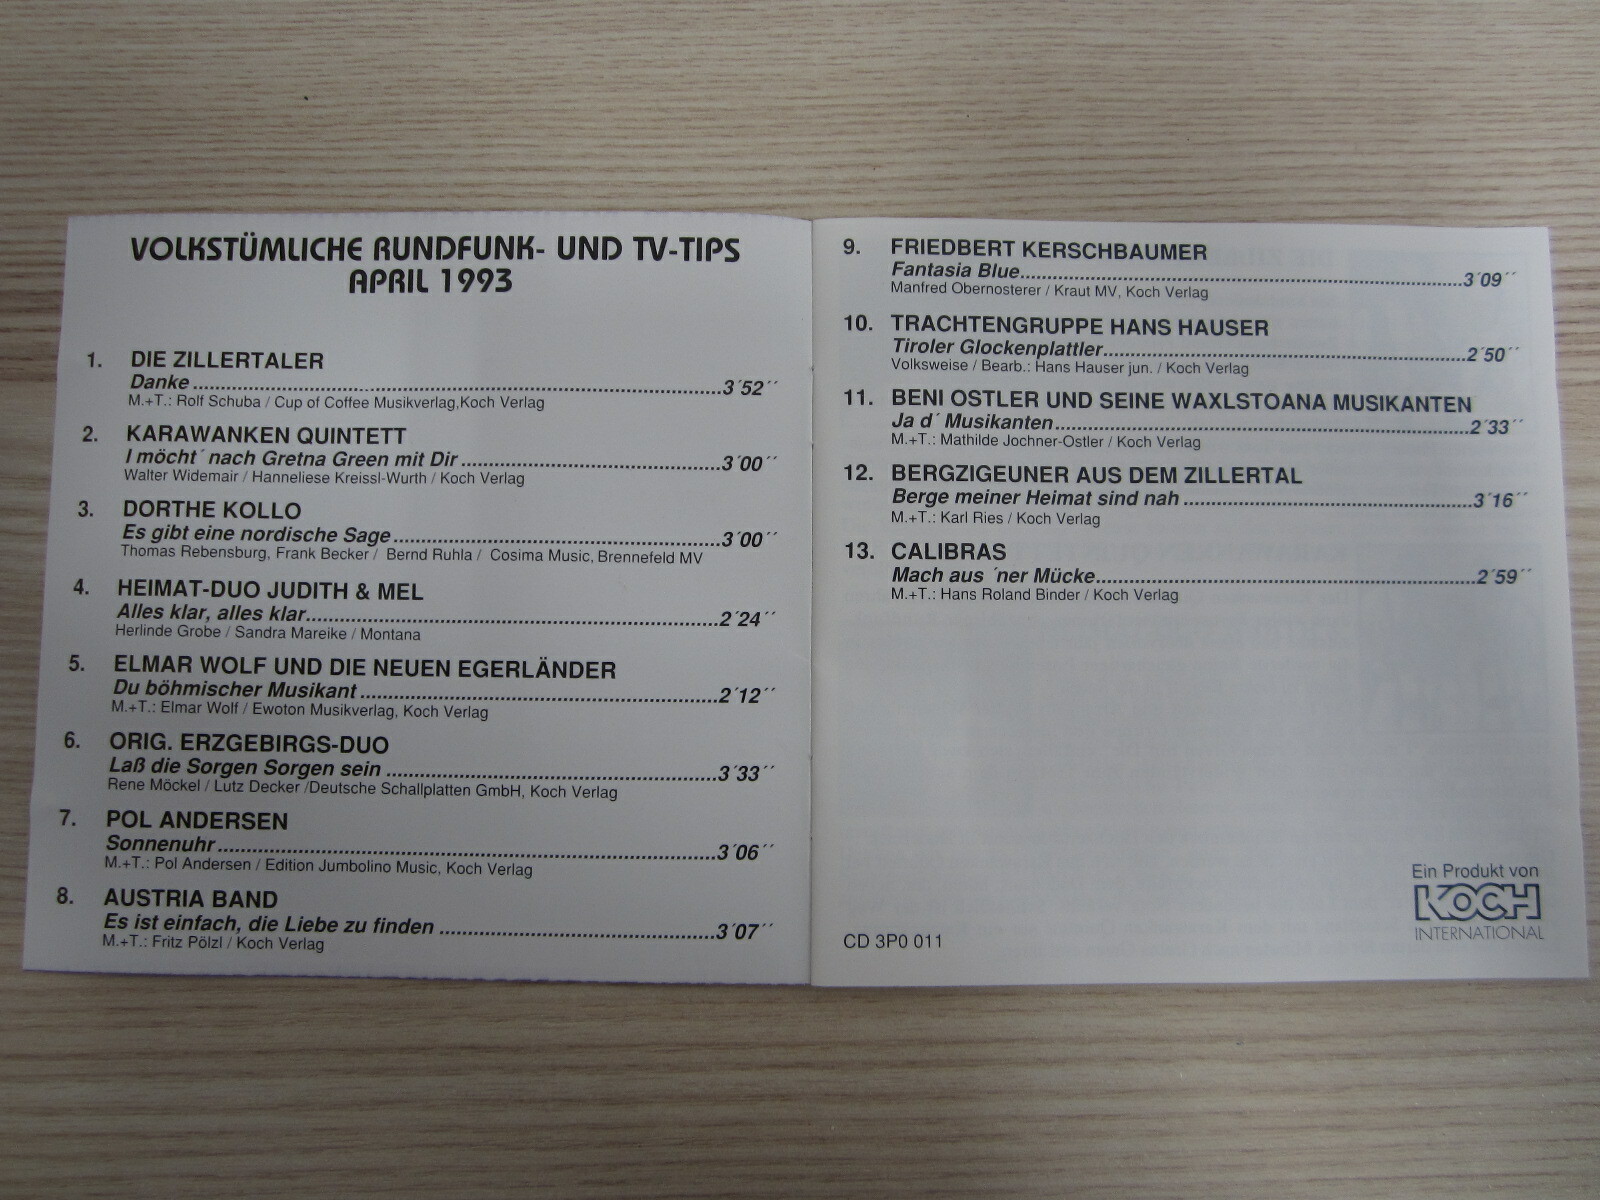 VOLKSTÜMLICHE RUNDFUNK- UND TV-TIPS
APRIL 1993
1. DIE ZILLERTALER
Danke ........ 3´52´´
M.+T.: Rolf Schuba / Cup of Coffee Musikverlag,Koch Verlag
2. KARAWANKEN QUINTETT
I möcht´ nach Gretna Green mit Dir ........ 3´00´´
Walter Widemair / Hanneliese Kreissl-Wurth / Koch Verlag
3. DORTHE KOLLO
Es gibt eine nordische Sage ........ 3´00´´
Thomas Rebensburg, Frank Becker / Bernd Ruhla / Cosima Music, Brennefeld MV
4. HEIMAT-DUO JUDITH & MEL
Alles klar, alles klar ........ 2´24´´
Herlinde Grobe / Sandra Mareike / Montana
5. ELMAR WOLF UND DIE NEUEN EGERLÄNDER
Du böhmischer Musikant ........ 2´12´´
M.+T.: Elmar Wolf / Ewoton Musikverlag, Koch Verlag
6. ORIG. ERZGEBIRGS-DUO
Laß die Sorgen Sorgen sein ........ 3´33´´
Rene Möckel / Lutz Decker /Deutsche Schallplatten GmbH, Koch Verlag
7. POL ANDERSEN
Sonnenuhr ........ 3´06´´
M.+T.: Pol Andersen / Edition Jumbolino Music, Koch Verlag
8. AUSTRIA BAND
Es ist einfach, die Liebe zu finden ........ 3´07´´
M.+T.: Fritz Pölzl / Koch Verlag
9. FRIEDBERT KERSCHBAUMER
Fantasia Blue ........ 3´09´´
Manfred Obernosterer / Kraut MV, Koch Verlag
10. TRACHTENGRUPPE HANS HAUSER
Tiroler Glockenplattler ........ 2´50´´
Volksweise / Bearb.: Hans Hauser jun. / Koch Verlag
11. BENI OSTLER UND SEINE WAXLSTOANA MUSIKANTEN
Ja d´ Musikanten ........ 2´33´´
M.+T.: Mathilde Jochner-Ostler / Koch Verlag
12. BERGZIGEUNER AUS DEM ZILLERTAL
Berge meiner Heimat sind nah ........ 3´16´´
M.+T.: Karl Ries / Koch Verlag
13. CALIBRAS
Mach aus ´ner Mücke ........ 2´59´´
M.+T.: Hans Roland Binder / Koch Verlag
CD 3P0 011
Ein Produkt von
KOCH
INTERNATIONAL